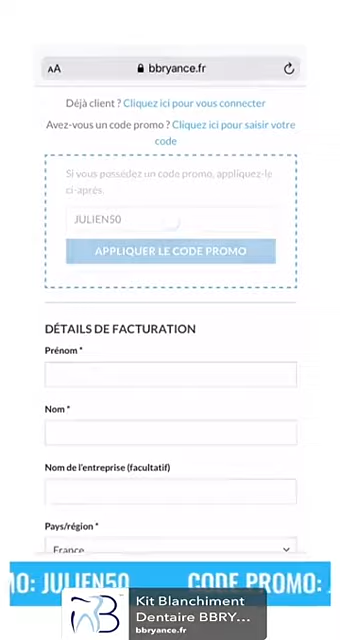 AA
bbryance.fr
Déjà client ? Cliquez ici pour vous connecter
Avez-vous un code promo ? Cliquez ici pour saisir votre
code
Si vous possédez un code promo, appliquez-le
ci-après.
JULIEN50
APPLIQUER LE CODE PROMO
DÉTAILS DE FACTURATION
Prénom *
Nom *
Nom de l'entreprise (facultatif)
Pays/région *
France
MO: JULIEN50 CODE PROMO:
B
Kit Blanchiment
Dentaire BBRY...
bbryance.fr